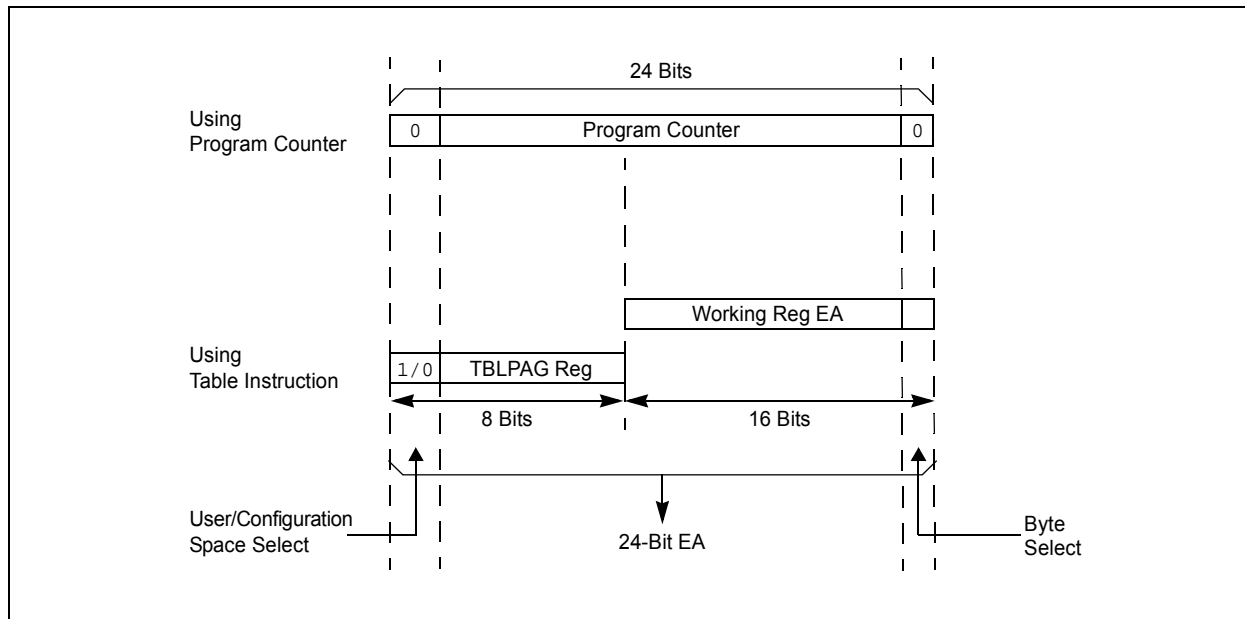 24 Bits
Using
Program Counter
0
Program Counter
0
Working Reg EA
Using
Table Instruction
1/0
TBLPAG Reg
8 Bits
16 Bits
User/Configuration
Space Select
24-Bit EA
Byte
Select